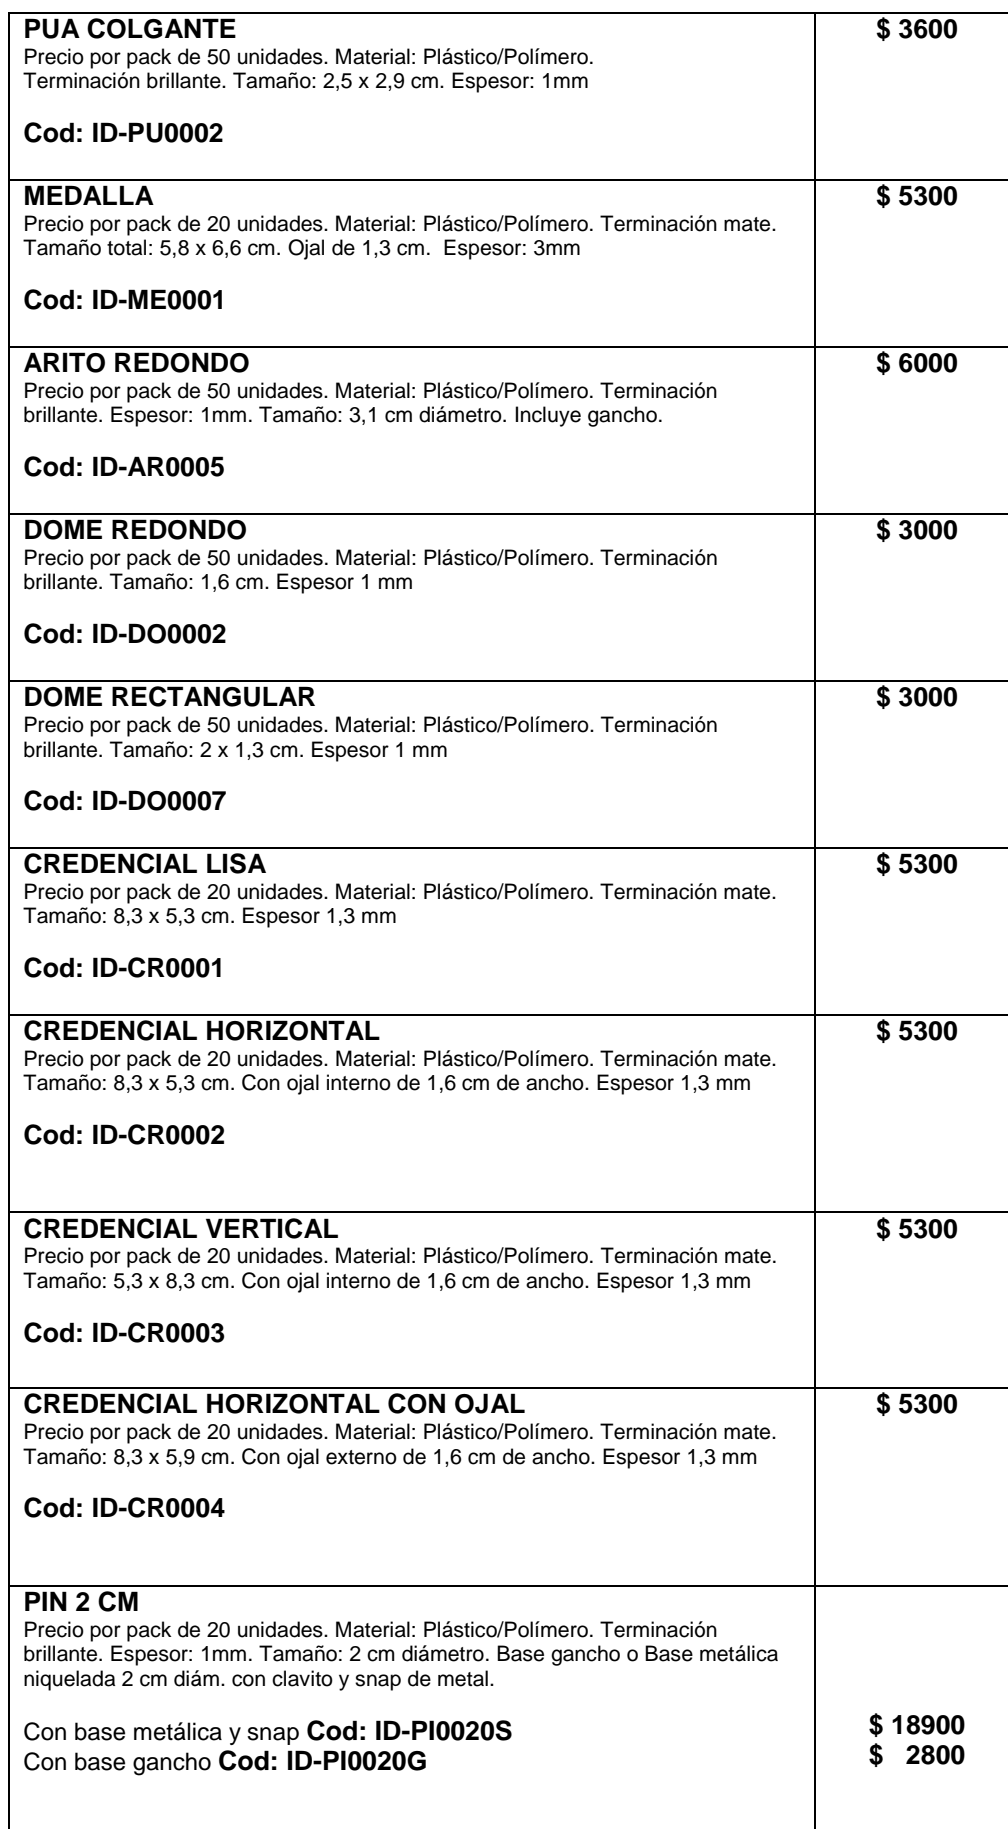 PUA COLGANTE
$ 3600
Precio por pack de 50 unidades. Material: Plástico/Polímero.
Terminación brillante. Tamaño: 2,5 x 2,9 cm. Espesor: 1mm
Cod: ID-PU0002
MEDALLA
$ 5300
Precio por pack de 20 unidades. Material: Plástico/Polímero. Terminación mate.
Tamaño total: 5,8 x 6,6 cm. Ojal de 1,3 cm.  Espesor: 3mm
Cod: ID-ME0001
ARITO REDONDO
$ 6000
Precio por pack de 50 unidades. Material: Plástico/Polímero. Terminación
brillante. Espesor: 1mm. Tamaño: 3,1 cm diámetro. Incluye gancho.
Cod: ID-AR0005
DOME REDONDO
$ 3000
Precio por pack de 50 unidades. Material: Plástico/Polímero. Terminación
brillante. Tamaño: 1,6 cm. Espesor 1 mm
Cod: ID-DO0002
DOME RECTANGULAR
$ 3000
Precio por pack de 50 unidades. Material: Plástico/Polímero. Terminación
brillante. Tamaño: 2 x 1,3 cm. Espesor 1 mm
Cod: ID-DO0007
CREDENCIAL LISA
$ 5300
Precio por pack de 20 unidades. Material: Plástico/Polímero. Terminación mate.
Tamaño: 8,3 x 5,3 cm. Espesor 1,3 mm
Cod: ID-CR0001
CREDENCIAL HORIZONTAL
$ 5300
Precio por pack de 20 unidades. Material: Plástico/Polímero. Terminación mate.
Tamaño: 8,3 x 5,3 cm. Con ojal interno de 1,6 cm de ancho. Espesor 1,3 mm
Cod: ID-CR0002
CREDENCIAL VERTICAL
$ 5300
Precio por pack de 20 unidades. Material: Plástico/Polímero. Terminación mate.
Tamaño: 5,3 x 8,3 cm. Con ojal interno de 1,6 cm de ancho. Espesor 1,3 mm
Cod: ID-CR0003
CREDENCIAL HORIZONTAL CON OJAL
$ 5300
Precio por pack de 20 unidades. Material: Plástico/Polímero. Terminación mate.
Tamaño: 8,3 x 5,9 cm. Con ojal externo de 1,6 cm de ancho. Espesor 1,3 mm
Cod: ID-CR0004
PIN 2 CM
Precio por pack de 20 unidades. Material: Plástico/Polímero. Terminación
brillante. Espesor: 1mm. Tamaño: 2 cm diámetro. Base gancho o Base metálica
niquelada 2 cm diám. con clavito y snap de metal.
Con base metálica y snap Cod: ID-PI0020S
$ 18900
Con base gancho Cod: ID-PI0020G
$ 2800